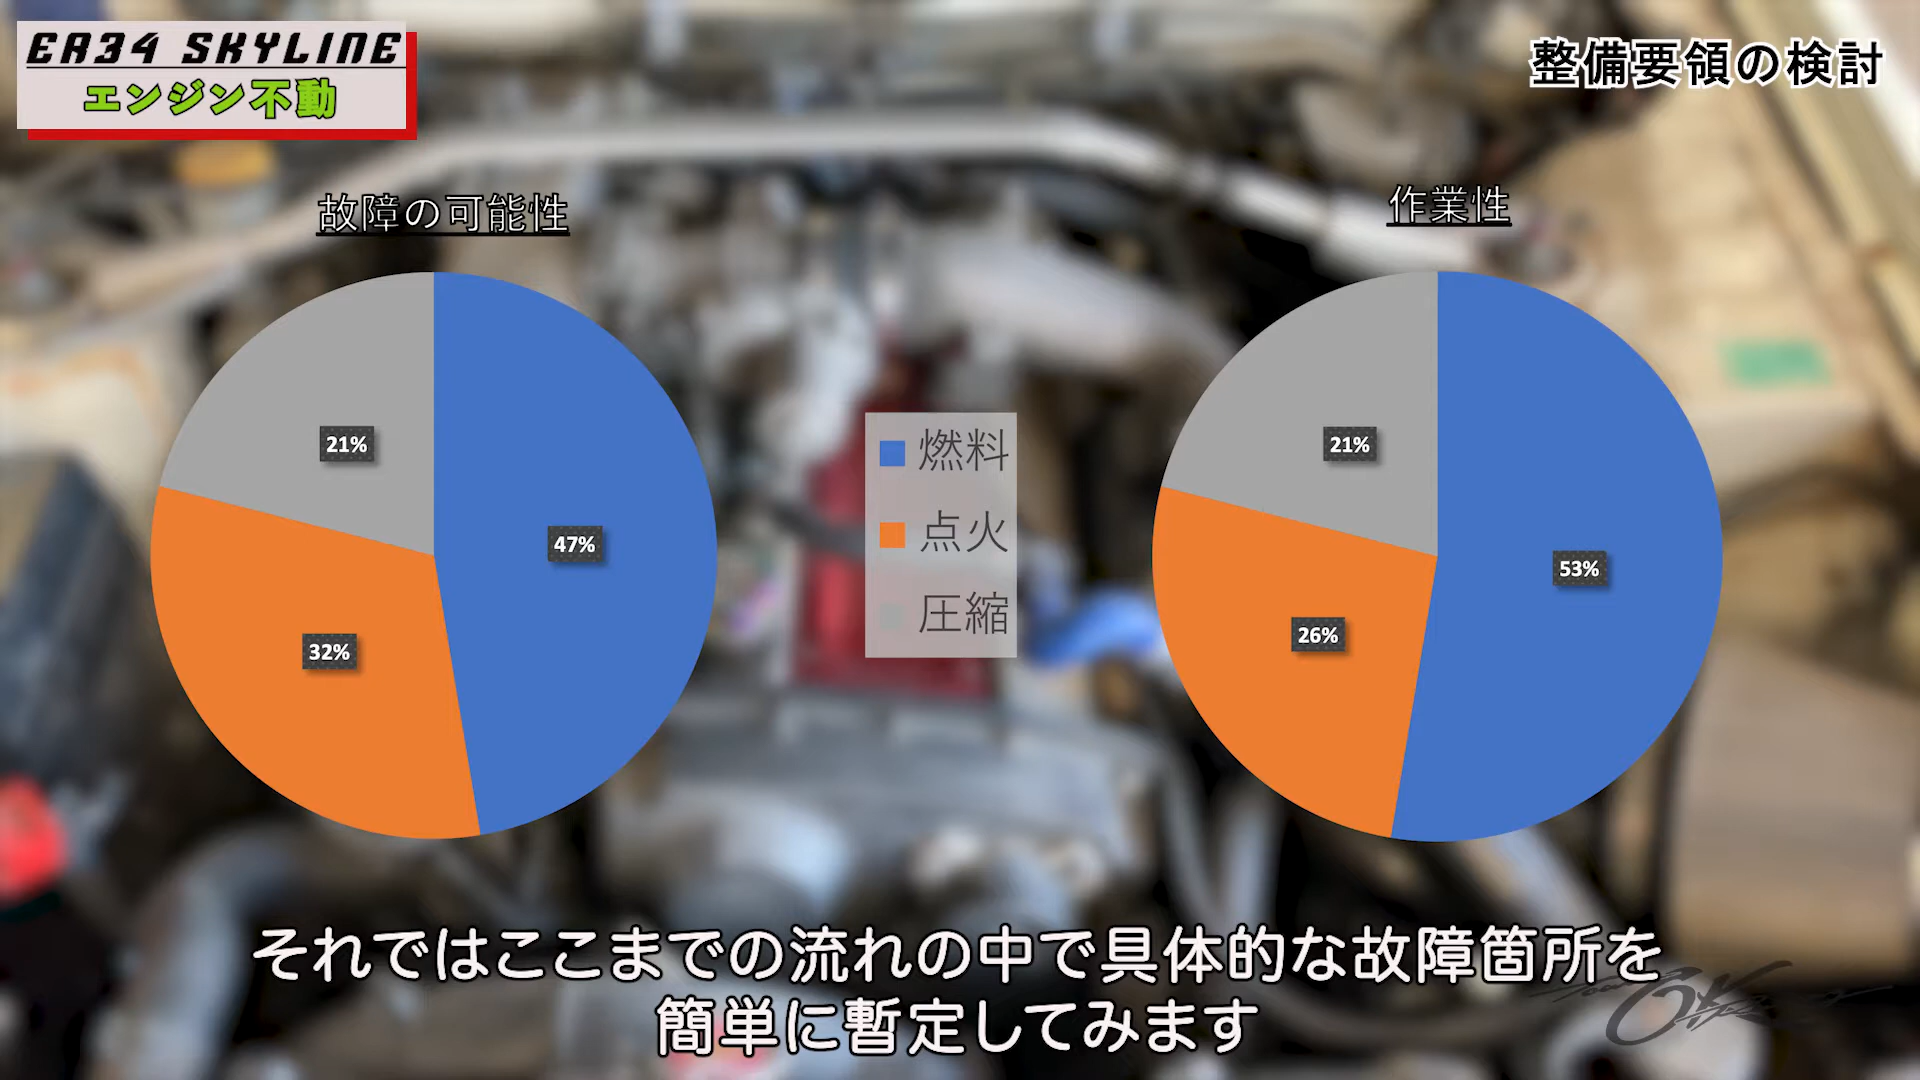 ER34 SKYLINE
エンジン不動
整備要領の検討
故障の可能性
作業性
21%
47%
32%
燃料
点火
圧縮
21%
53%
26%
それではここまでの流れの中で具体的な故障箇所を
簡単に暫定してみます